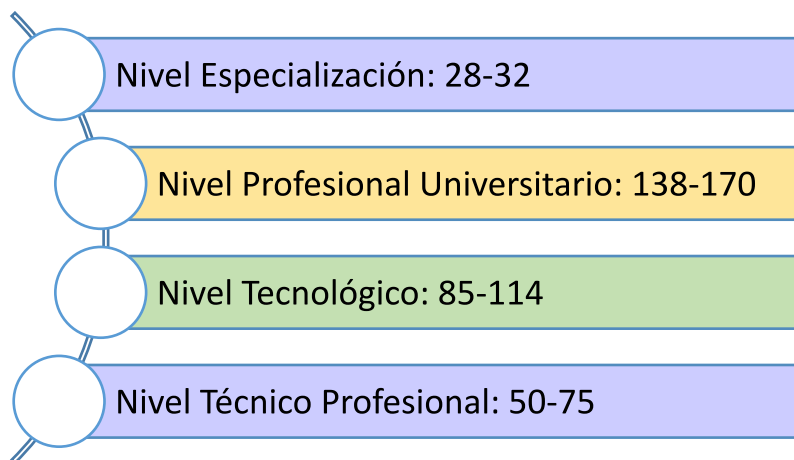 Nivel Especialización: 28-32
Nivel Profesional Universitario: 138-170
Nivel Tecnológico: 85-114
Nivel Técnico Profesional: 50-75